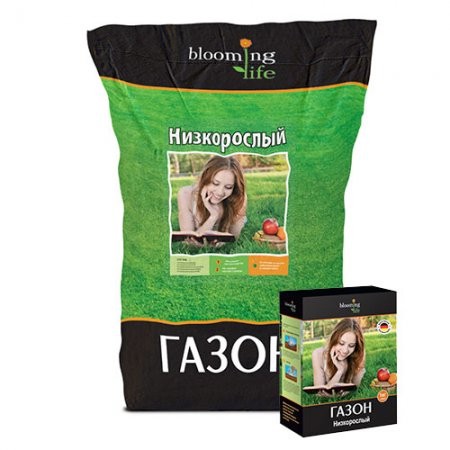 blooming
life
Низкорослый
ГАЗОН
blooming
life
ГАЗОН
Низкорослый